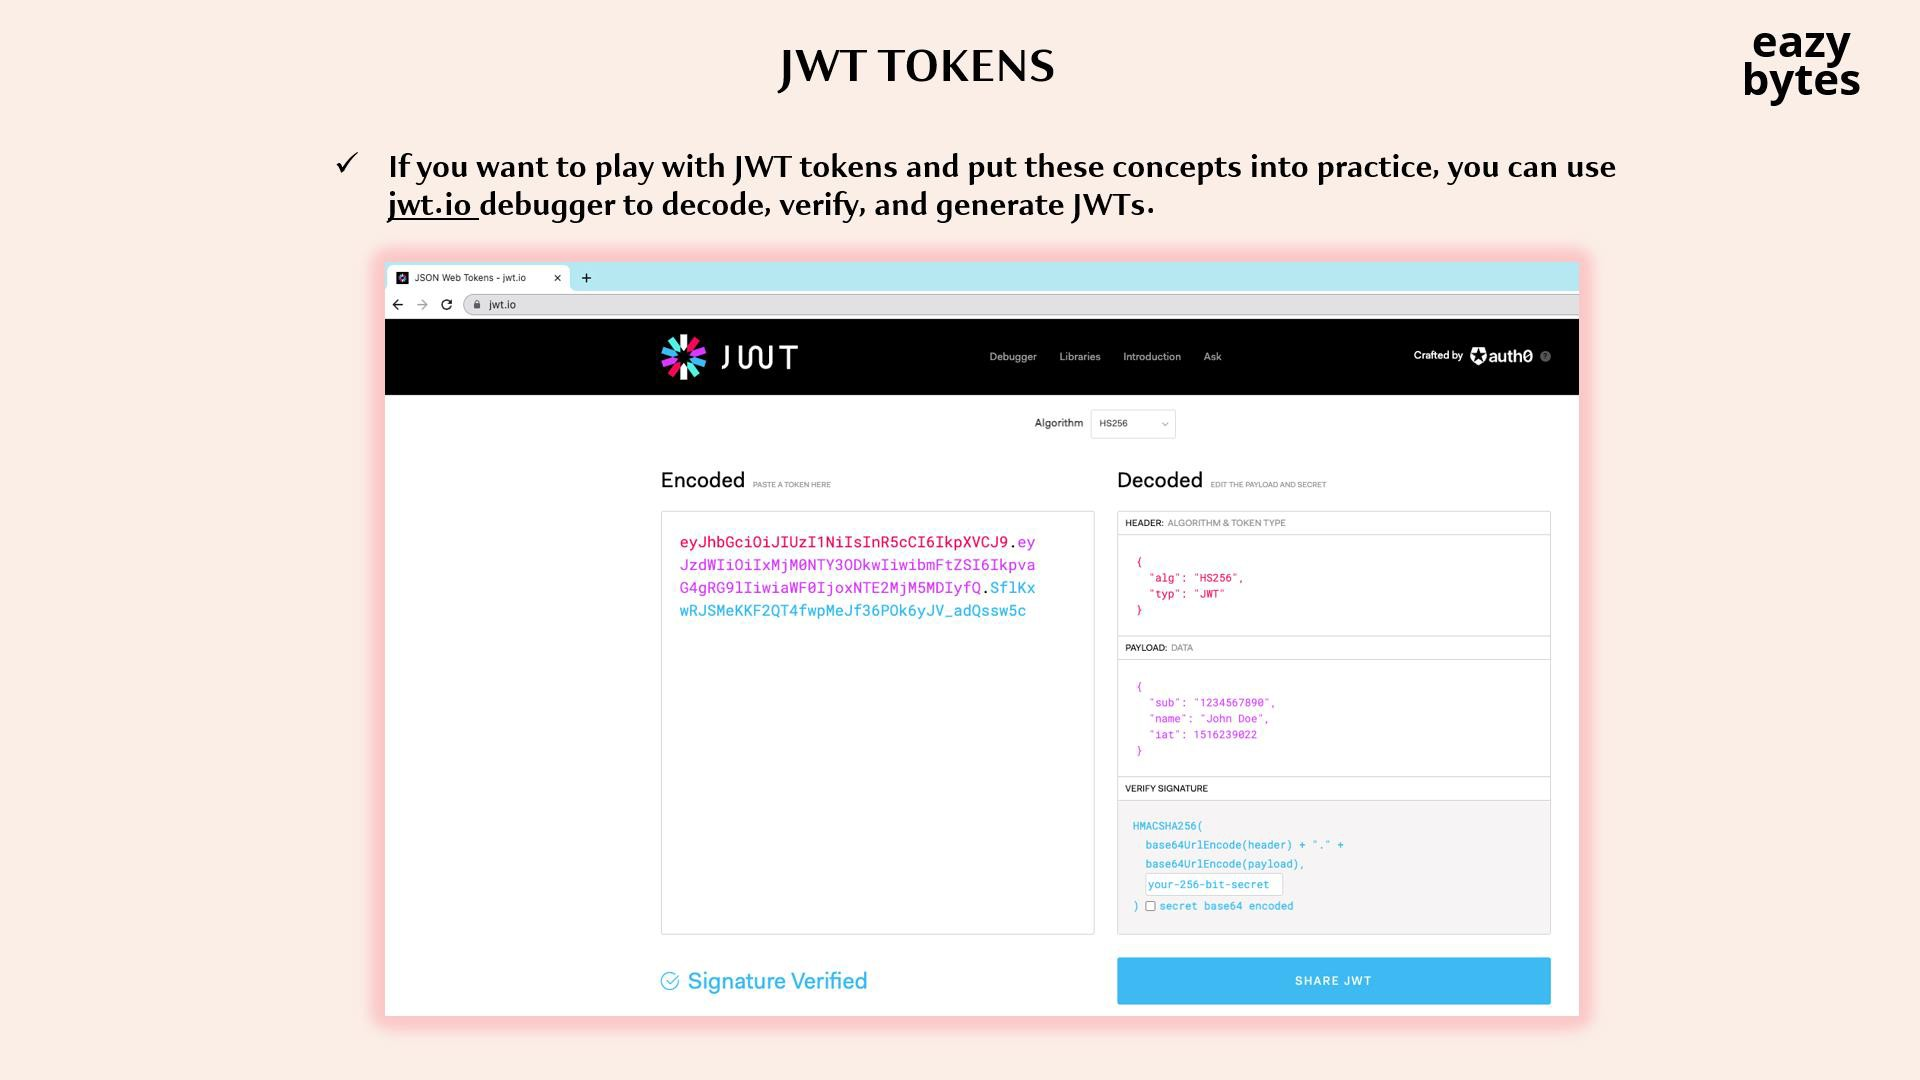 JWT TOKENS
eazy
bytes
✓ If you want to play with JWT tokens and put these concepts into practice, you can use
jwt.io debugger to decode, verify, and generate JWTs.
JSON Web Tokens - jwt.io × +
jwt.io
JWT
Debugger Libraries Introduction Ask
Crafted by auth0 ?
Algorithm HS256
Encoded PASTE A TOKEN HERE
eyJhbGciOiJIUzI1NiIsInR5cCI6IkpXVCJ9.ey
JzdWIiOiIxMjM0NTY3ODkwIiwibmFtZSI6Ikpva
G4gRG9lIiwiaWF0IjoxNTE2MjM5MDIyfQ.SflKx
wRJSMeKKF2QT4fwpMeJf36POk6yJV_adQssw5c
Signature Verified
Decoded EDIT THE PAYLOAD AND SECRET
HEADER: ALGORITHM & TOKEN TYPE
{
"alg": "HS256",
"typ": "JWT"
}
PAYLOAD: DATA
{
"sub": "1234567890",
"name": "John Doe",
"iat": 1516239022
}
VERIFY SIGNATURE
HMACSHA256(
base64UrlEncode(header) + "." +
base64UrlEncode(payload),
your-256-bit-secret
) secret base64 encoded
SHARE JWT